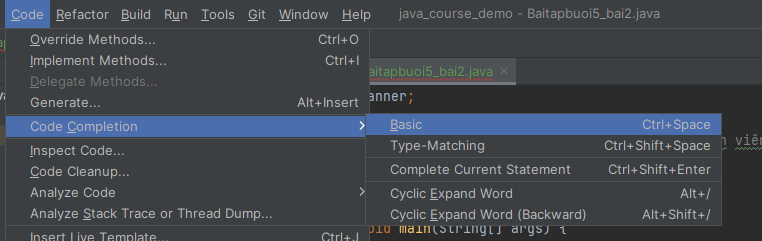 Code Refactor Build Run Tools Git Window Help java_course_demo - Baitapbuoi5_bai2.java
Override Methods... Ctrl+O
Implement Methods... Ctrl+I
Delegate Methods... aitapbuoi5_bai2.java
Generate... Alt+Insert anner;
Code Completion Basic Ctrl+Space
Inspect Code... Type-Matching Ctrl+Shift+Space viên
Code Cleanup... Complete Current Statement Ctrl+Shift+Enter
Analyze Code Cyclic Expand Word Alt+/
Analyze Stack Trace or Thread Dump... Cyclic Expand Word (Backward) Alt+Shift+/
Insert Live Template... Ctrl+J oid main(String[] args) {